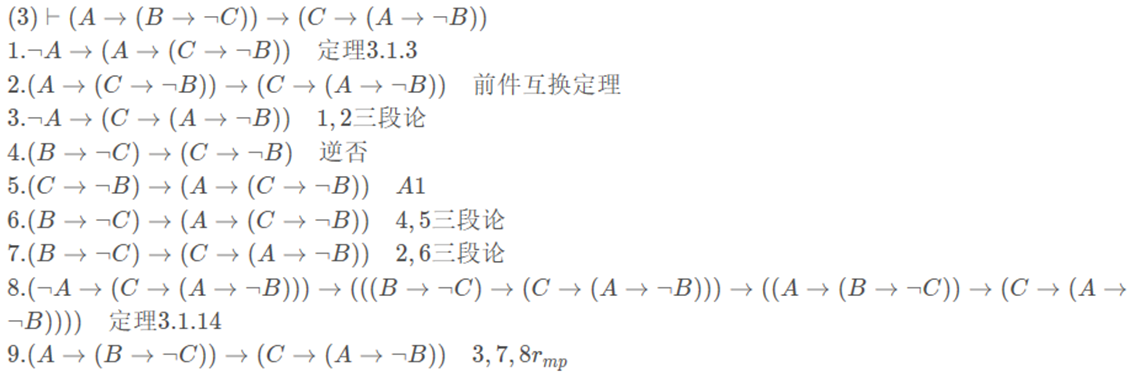 (3) ⊢ (A → (B → ¬C)) → (C → (A → ¬B))
1.¬A → (A → (C → ¬B)) 定理3.1.3
2.(A → (C → ¬B)) → (C → (A → ¬B)) 前件互换定理
3.¬A → (C → (A → ¬B)) 1,2三段论
4.(B → ¬C) → (C → ¬B) 逆否
5.(C → ¬B) → (A → (C → ¬B)) A1
6.(B → ¬C) → (A → (C → ¬B)) 4,5三段论
7.(B → ¬C) → (C → (A → ¬B)) 2,6三段论
8.(¬A → (C → (A → ¬B))) → (((B → ¬C) → (C → (A → ¬B))) → ((A → (B → ¬C)) → (C → (A →
¬B)))) 定理3.1.14
9.(A → (B → ¬C)) → (C → (A → ¬B)) 3,7,8r_{mp}